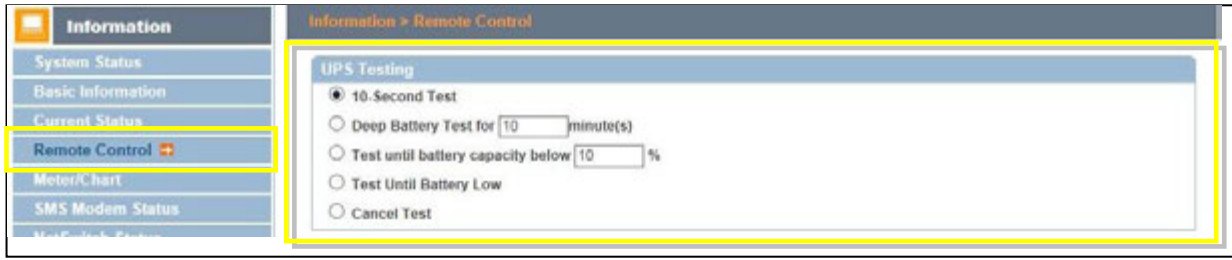 Information
System Status
Basic Information
Current Status
Remote Control
Meter/Chart
SMS Modem Status
NetSwitch Status
Information > Remote Control
UPS Testing
10-Second Test
Deep Battery Test for 10 minute(s)
Test until battery capacity below 10 %
Test Until Battery Low
Cancel Test